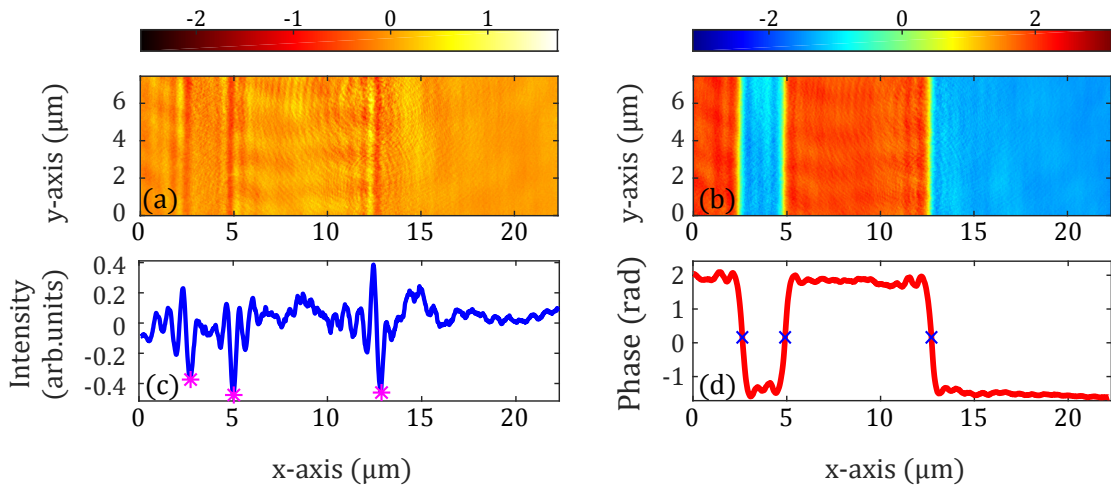 -2 -1 0 1
-2 0 2
y-axis (μm)
6
4
2
0
(a)
0 5 10 15 20
y-axis (μm)
6
4
2
0
(b)
0 5 10 15 20
Intensity
(arb.units)
0.4
0.2
0
-0.2
-0.4
(c)
0 5 10 15 20
x-axis (μm)
Phase (rad)
2
1
0
-1
(d)
0 5 10 15 20
x-axis (μm)